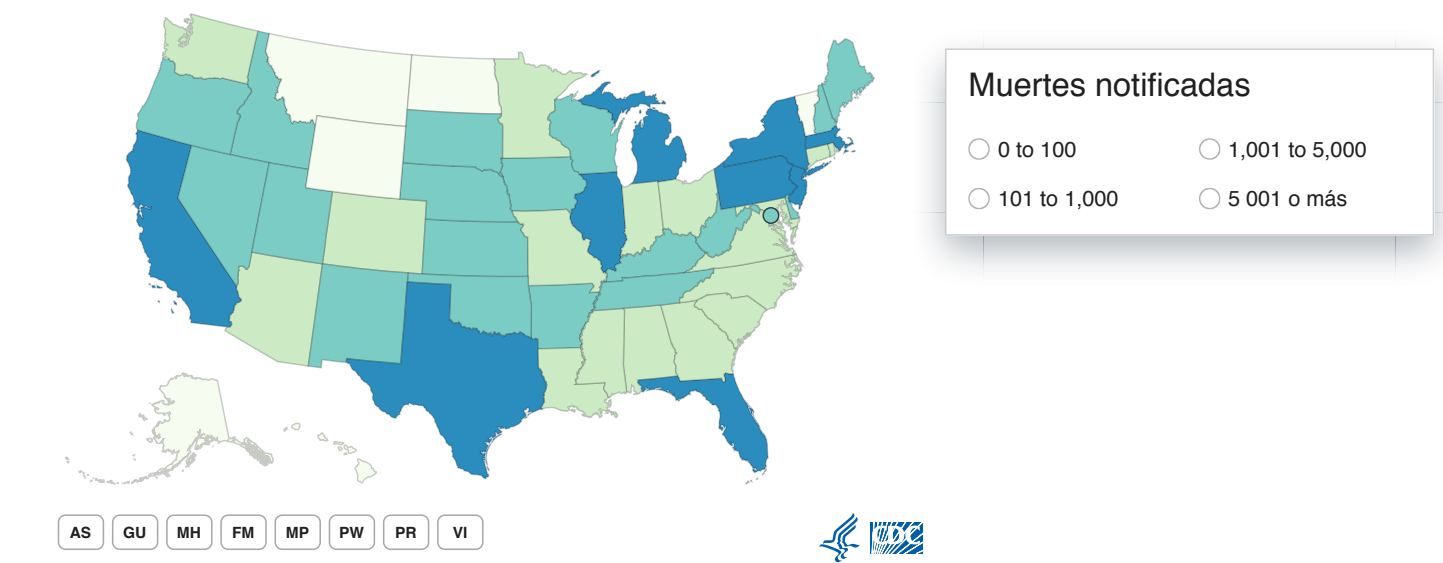 Muertes notificadas
0 to 100
1,001 to 5,000
101 to 1,000
5 001 o más
AS
GU
MH
FM
MP
PW
PR
VI
CDC